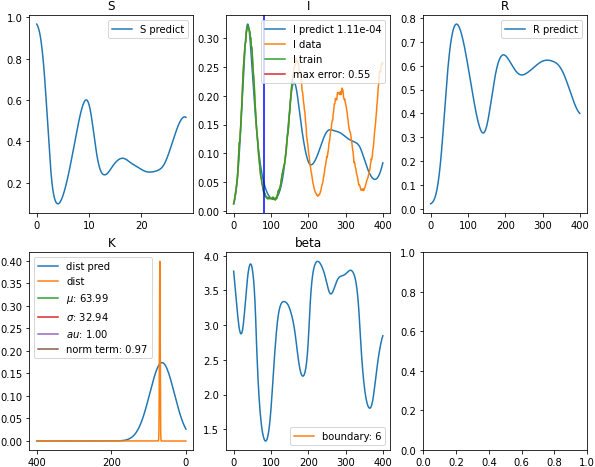 S
I
R
1.0
0.8
0.6
0.4
0.2
0 10 20
S predict
0.30
0.25
0.20
0.15
0.10
0.05
0.00
0 100 200 300 400
I predict 1.11e-04
I data
I train
max error: 0.55
0.8
0.7
0.6
0.5
0.4
0.3
0.2
0.1
0.0
0 100 200 300 400
R predict
K
beta
0.40
0.35
0.30
0.25
0.20
0.15
0.10
0.05
0.00
400 200 0
dist pred
dist
μ: 63.99
σ: 32.94
au: 1.00
norm term: 0.97
4.0
3.5
3.0
2.5
2.0
1.5
0 100 200 300 400
boundary: 6
1.0
0.8
0.6
0.4
0.2
0.0
0.0 0.2 0.4 0.6 0.8 1.0